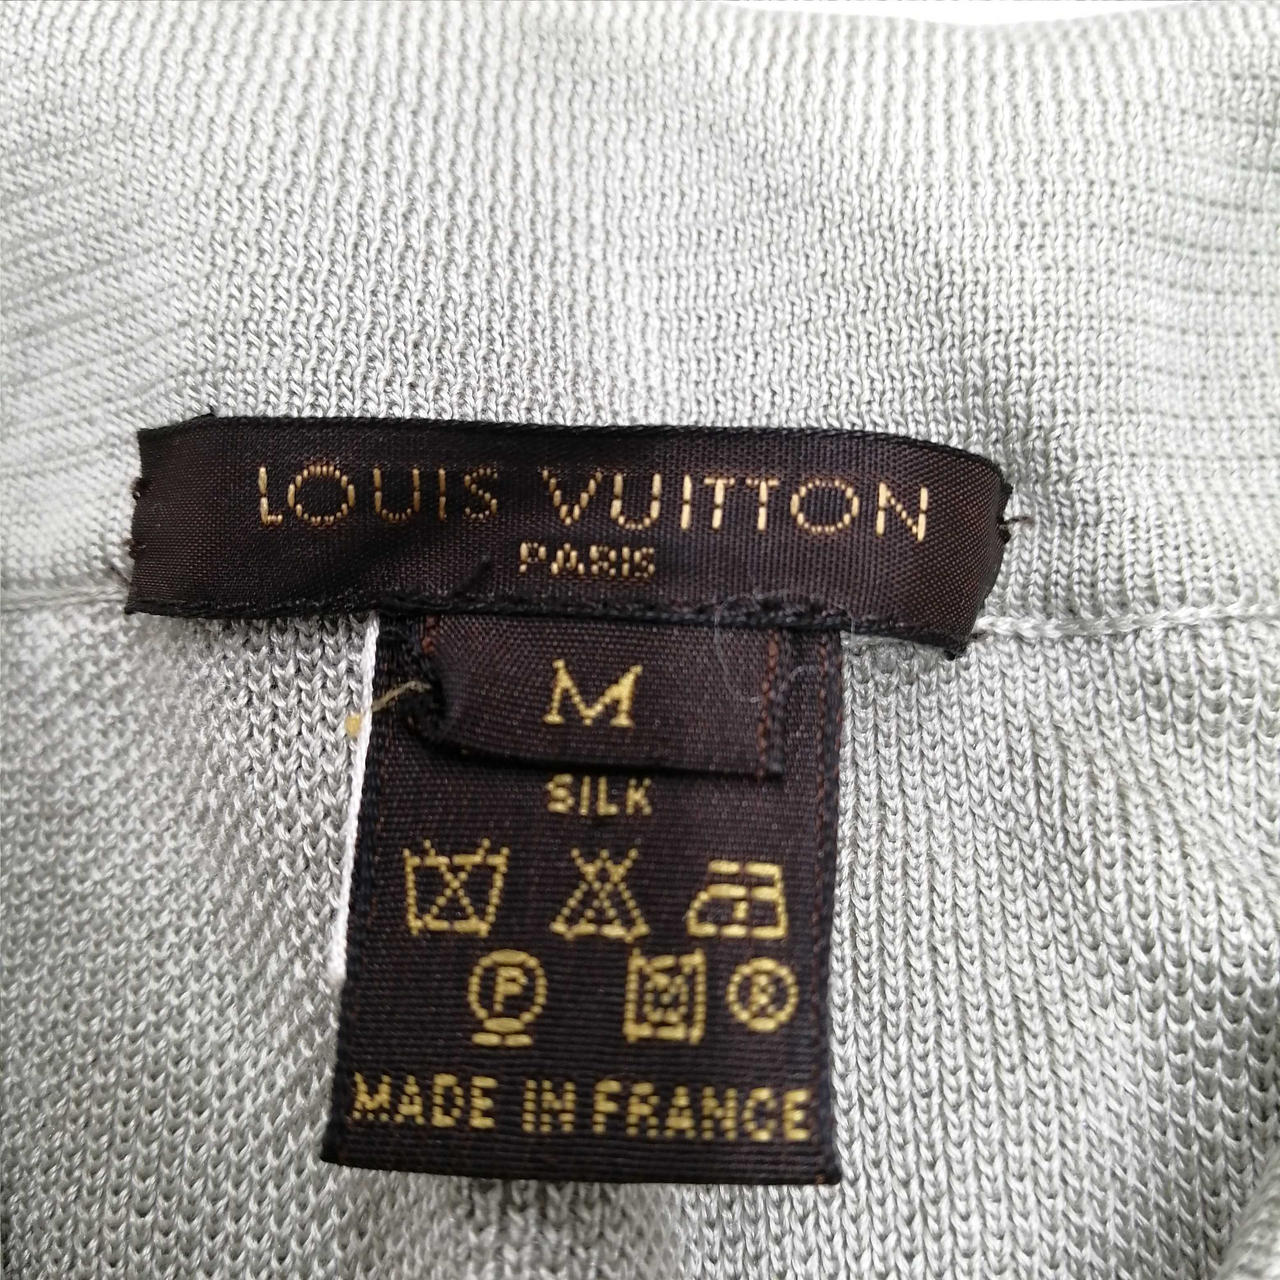 LOUIS VUITTON
PARIS
M
SILK
P
MADE IN FRANCE